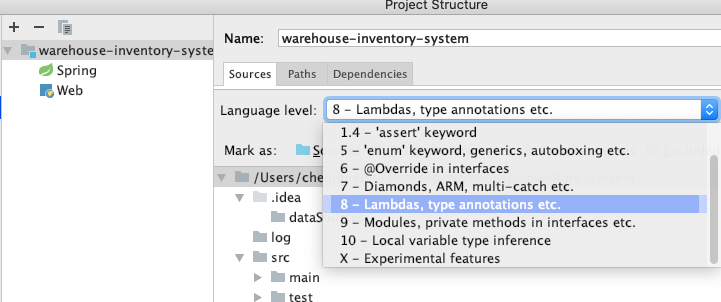 Project Structure
warehouse-inventory-syste
Spring
Web
Name: warehouse-inventory-system
Sources Paths Dependencies
Language level: 8 – Lambdas, type annotations etc.
1.4 – 'assert' keyword
5 – 'enum' keyword, generics, autoboxing etc.
6 – @Override in interfaces
7 – Diamonds, ARM, multi-catch etc.
8 – Lambdas, type annotations etc.
9 – Modules, private methods in interfaces etc.
10 – Local variable type inference
X – Experimental features
Mark as:
/Users/che
.idea
dataS
log
src
main
test